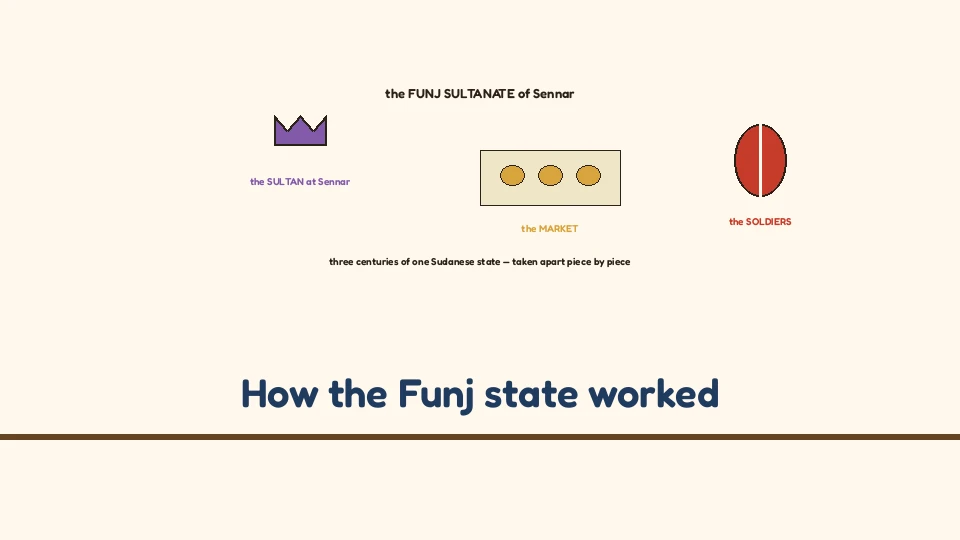 the FUNJ SULTANATE of Sennar
the SULTAN at Sennar
the MARKET
the SOLDIERS
three centuries of one Sudanese state — taken apart piece by piece
How the Funj state worked